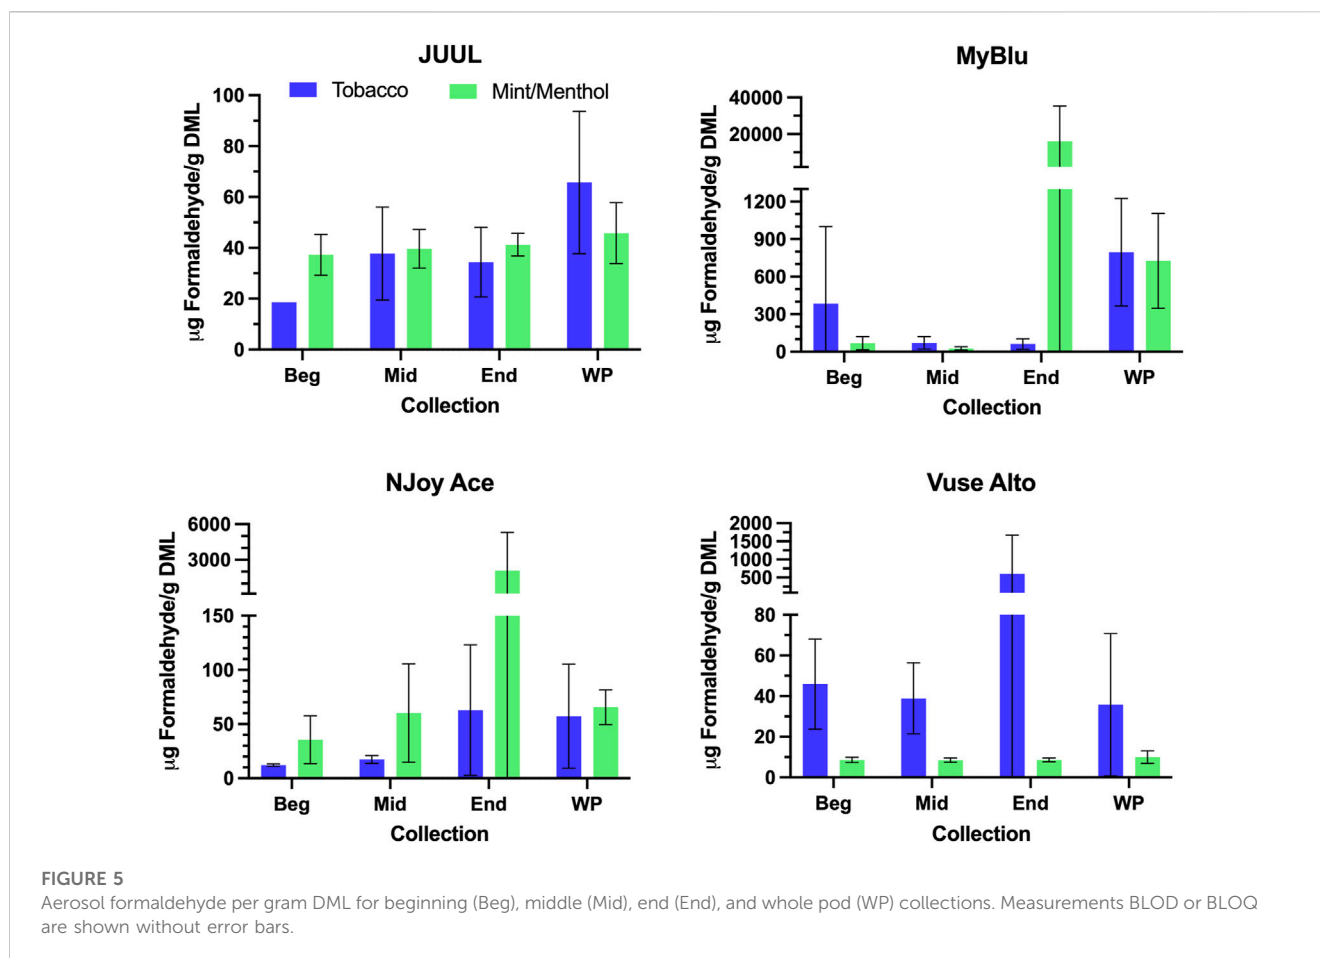 JUUL
Tobacco
Mint/Menthol
µg Formaldehyde/g DML
100
80
60
40
20
0
Beg
Mid
End
WP
Collection
MyBlu
µg Formaldehyde/g DML
40000
20000
1200
900
600
300
0
Beg
Mid
End
WP
Collection
NJoy Ace
µg Formaldehyde/g DML
6000
3000
150
100
50
0
Beg
Mid
End
WP
Collection
Vuse Alto
µg Formaldehyde/g DML
2000
1500
1000
500
80
60
40
20
0
Beg
Mid
End
WP
Collection
FIGURE 5
Aerosol formaldehyde per gram DML for beginning (Beg), middle (Mid), end (End), and whole pod (WP) collections. Measurements BLOD or BLOQ
are shown without error bars.